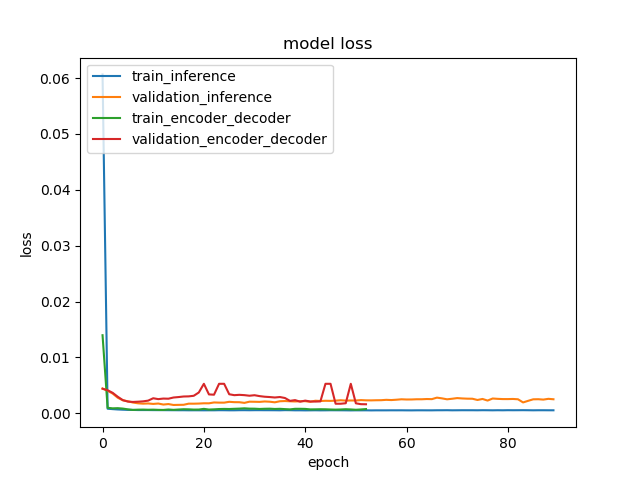 model loss
train_inference
validation_inference
train_encoder_decoder
validation_encoder_decoder
0.06
0.05
0.04
0.03
0.02
0.01
0.00
loss
0 20 40 60 80
epoch